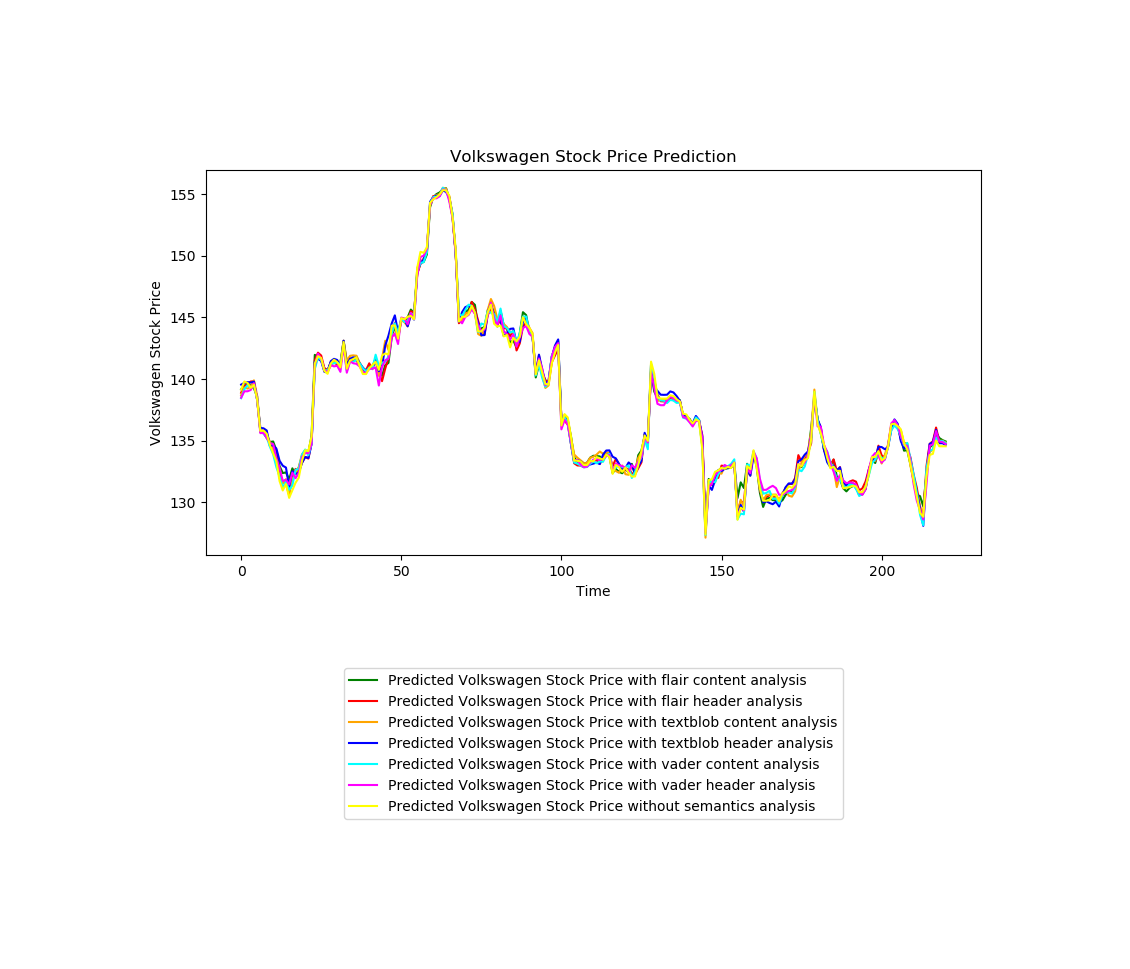 Volkswagen Stock Price Prediction
155
150
145
140
135
130
Volkswagen Stock Price
0 50 100 150 200
Time
Predicted Volkswagen Stock Price with flair content analysis
Predicted Volkswagen Stock Price with flair header analysis
Predicted Volkswagen Stock Price with textblob content analysis
Predicted Volkswagen Stock Price with textblob header analysis
Predicted Volkswagen Stock Price with vader content analysis
Predicted Volkswagen Stock Price with vader header analysis
Predicted Volkswagen Stock Price without semantics analysis